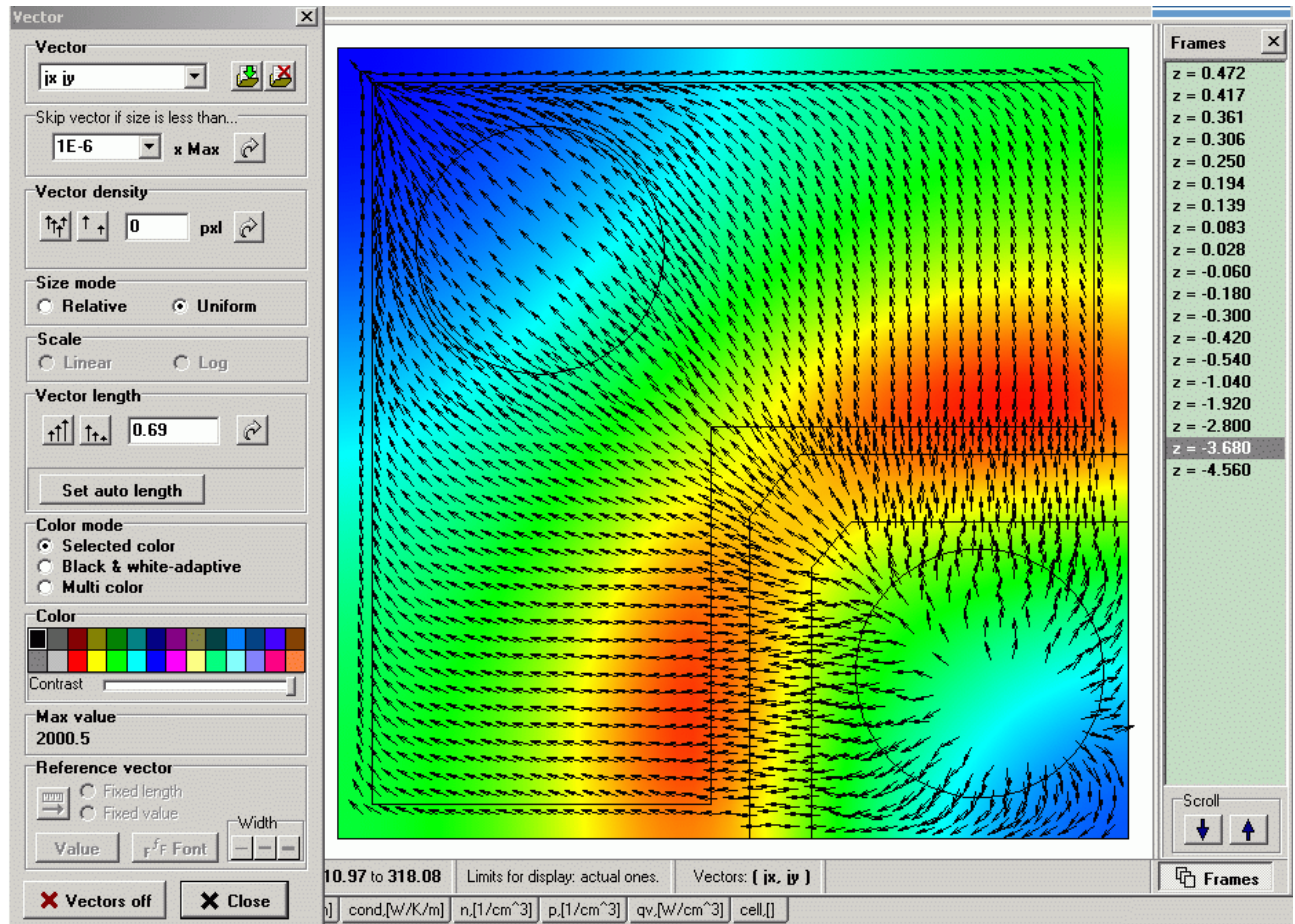 Vector
Vector
jx jy
Skip vector if size is less than...
1E-6 x Max
Vector density
0 pxl
Size mode
Relative Uniform
Scale
Linear Log
Vector length
0.69
Set auto length
Color mode
Selected color
Black & white-adaptive
Multi color
Color
Contrast
Max value
2000.5
Reference vector
Fixed length
Fixed value
Width
Value FfF Font
Vectors off Close
Frames
z = 0.472
z = 0.417
z = 0.361
z = 0.306
z = 0.250
z = 0.194
z = 0.139
z = 0.083
z = 0.028
z = -0.060
z = -0.180
z = -0.300
z = -0.420
z = -0.540
z = -1.040
z = -1.920
z = -2.800
z = -3.680
z = -4.560
Scroll
Frames
10.97 to 318.08 Limits for display: actual ones. Vectors: ( jx, jy )
] cond,[W/K/m] n,[1/cm^3] p,[1/cm^3] qv,[W/cm^3] cell,[]